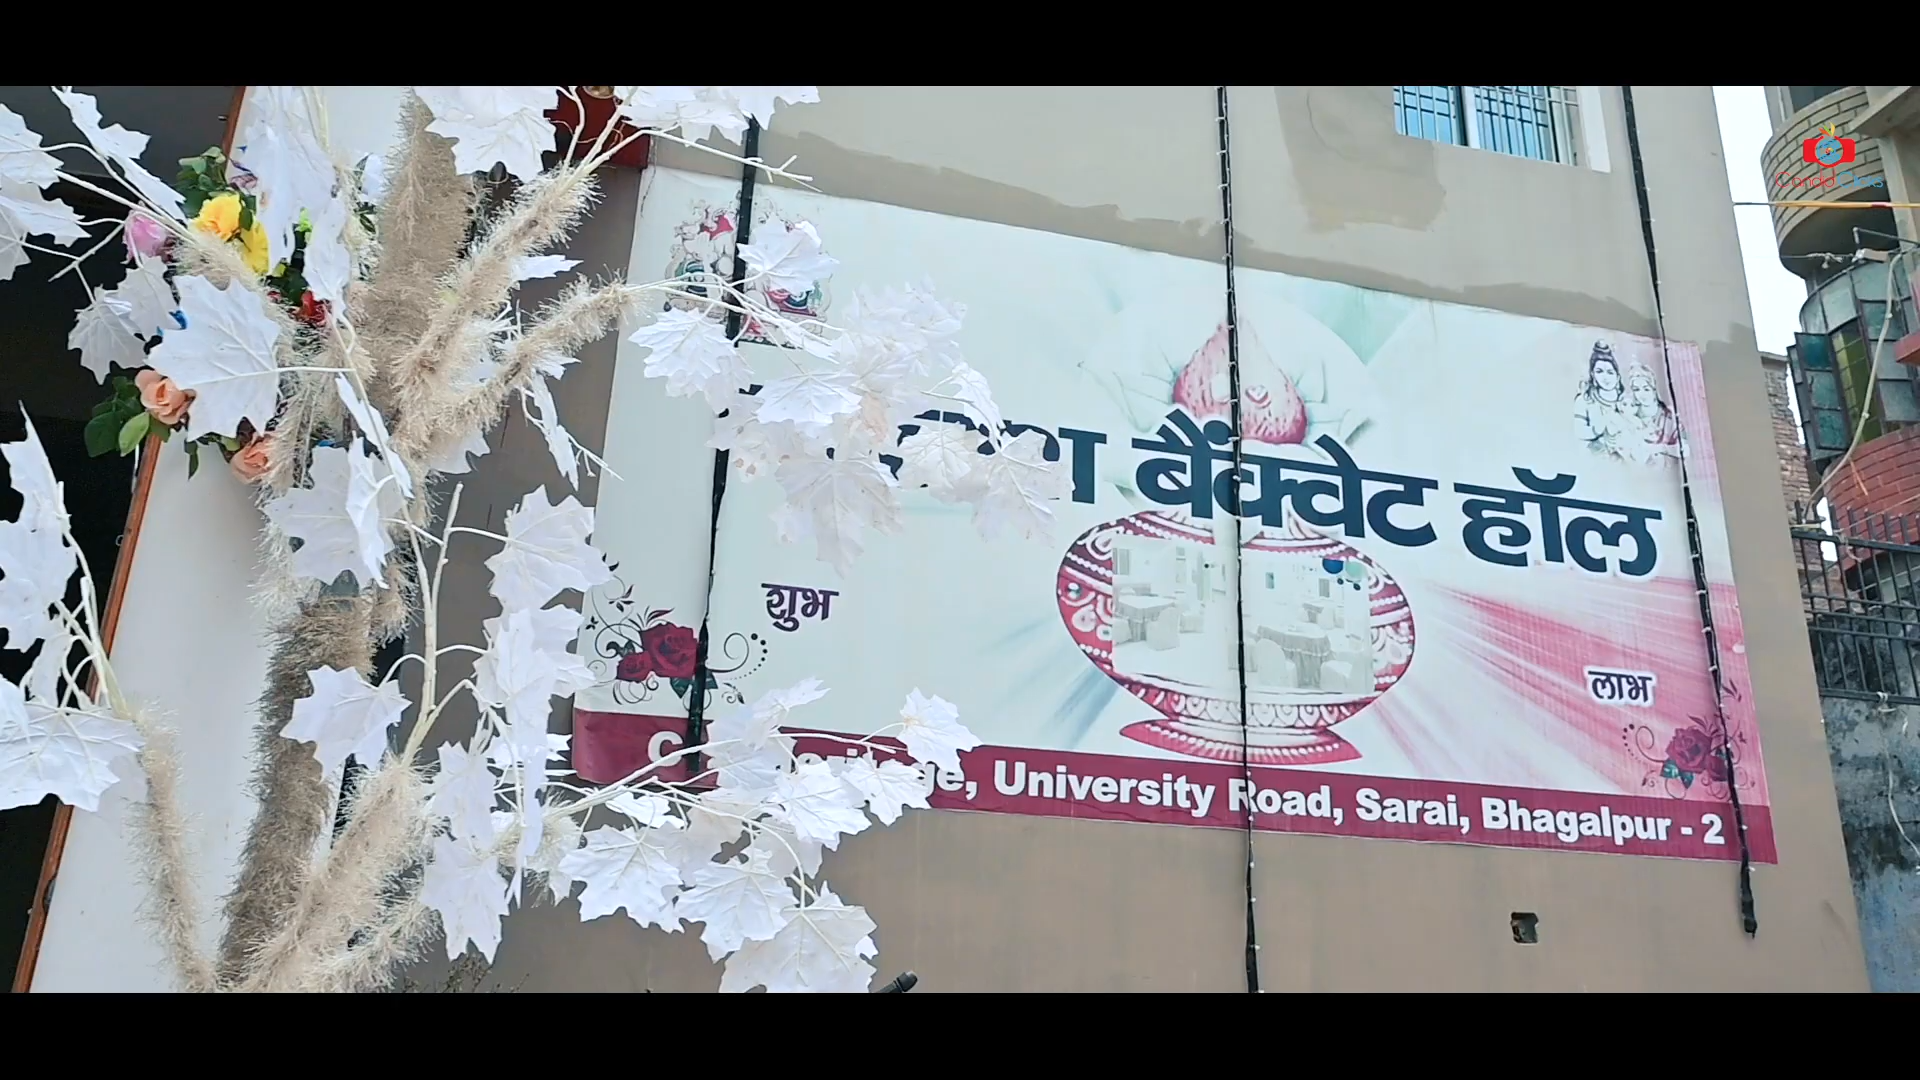 बैंक्वेट हॉल
शुभ
लाभ
University Road, Sarai, Bhagalpur - 2